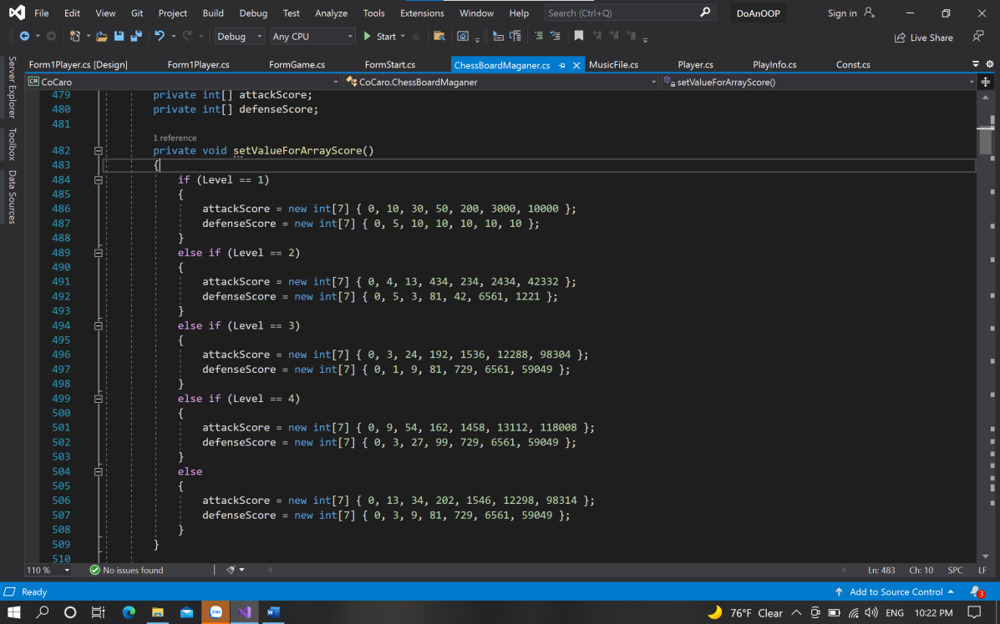 File Edit View Git Project Build Debug Test Analyze Tools Extensions Window Help Search (Ctrl+Q) DoAnOOP Sign in
Debug Any CPU Start Live Share
Form1Player.cs [Design] Form1Player.cs FormGame.cs FormStart.cs ChessBoardMaganer.cs MusicFile.cs Player.cs PlayInfo.cs Const.cs
C# CoCaro CoCaro.ChessBoardMaganer setValueForArrayScore()
Server Explorer
Toolbox
Data Sources
479 private int[] attackScore;
480 private int[] defenseScore;
481
1 reference
482 private void setValueForArrayScore()
483 {
484 if (Level == 1)
485 {
486 attackScore = new int[7] { 0, 10, 30, 50, 200, 3000, 10000 };
487 defenseScore = new int[7] { 0, 5, 10, 10, 10, 10, 10 };
488 }
489 else if (Level == 2)
490 {
491 attackScore = new int[7] { 0, 4, 13, 434, 234, 2434, 42332 };
492 defenseScore = new int[7] { 0, 5, 3, 81, 42, 6561, 1221 };
493 }
494 else if (Level == 3)
495 {
496 attackScore = new int[7] { 0, 3, 24, 192, 1536, 12288, 98304 };
497 defenseScore = new int[7] { 0, 1, 9, 81, 729, 6561, 59049 };
498 }
499 else if (Level == 4)
500 {
501 attackScore = new int[7] { 0, 9, 54, 162, 1458, 13112, 118008 };
502 defenseScore = new int[7] { 0, 3, 27, 99, 729, 6561, 59049 };
503 }
504 else
505 {
506 attackScore = new int[7] { 0, 13, 34, 202, 1546, 12298, 98314 };
507 defenseScore = new int[7] { 0, 3, 9, 81, 729, 6561, 59049 };
508 }
509 }
510
110 % No issues found Ln: 483 Ch: 10 SPC LF
Ready Add to Source Control 3
Zalo 76°F Clear ENG 10:22 PM